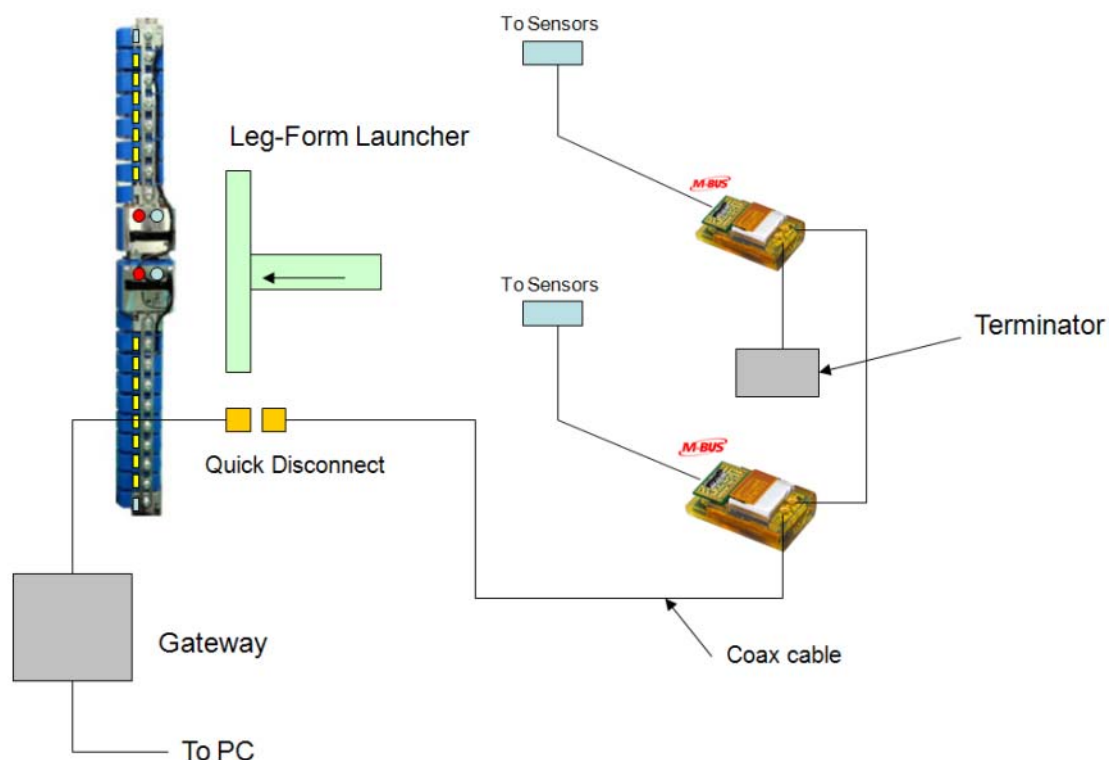 To Sensors
Leg-Form Launcher
M-BUS
To Sensors
Terminator
M-BUS
Quick Disconnect
Gateway
Coax cable
To PC